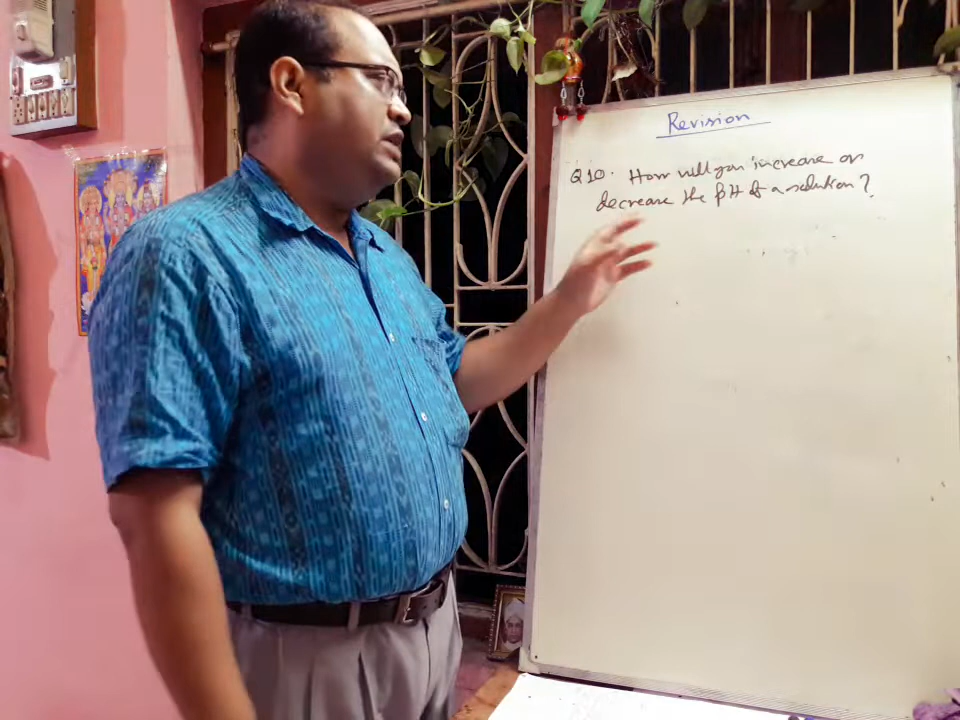 Revision
Q10. How will you increase or
decrease the pH of a solution?